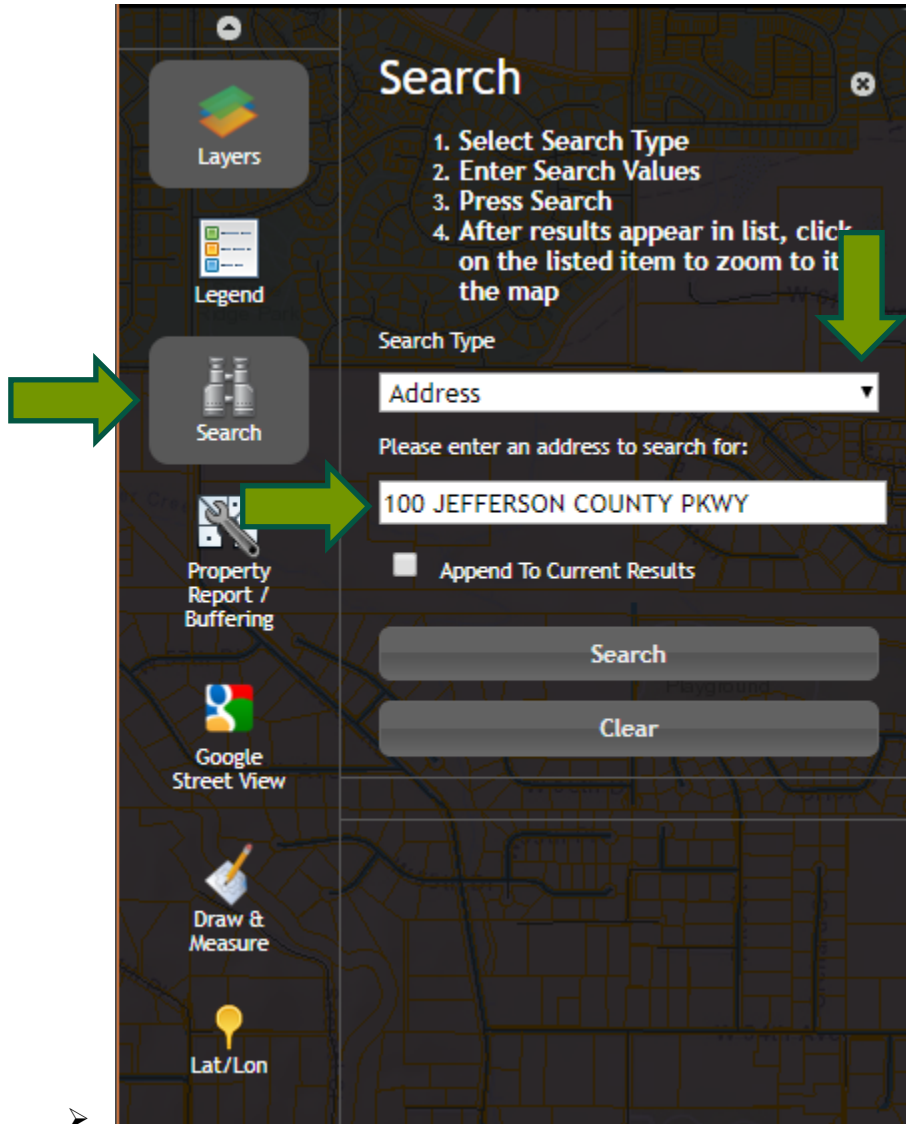 Layers
Legend
Search
Property
Report /
Buffering
Google
Street View
Draw &
Measure
Lat/Lon
Search
1. Select Search Type
2. Enter Search Values
3. Press Search
4. After results appear in list, click
on the listed item to zoom to it
the map
Search Type
Address
Please enter an address to search for:
100 JEFFERSON COUNTY PKWY
Append To Current Results
Search
Clear
Playground
W 54th Ave